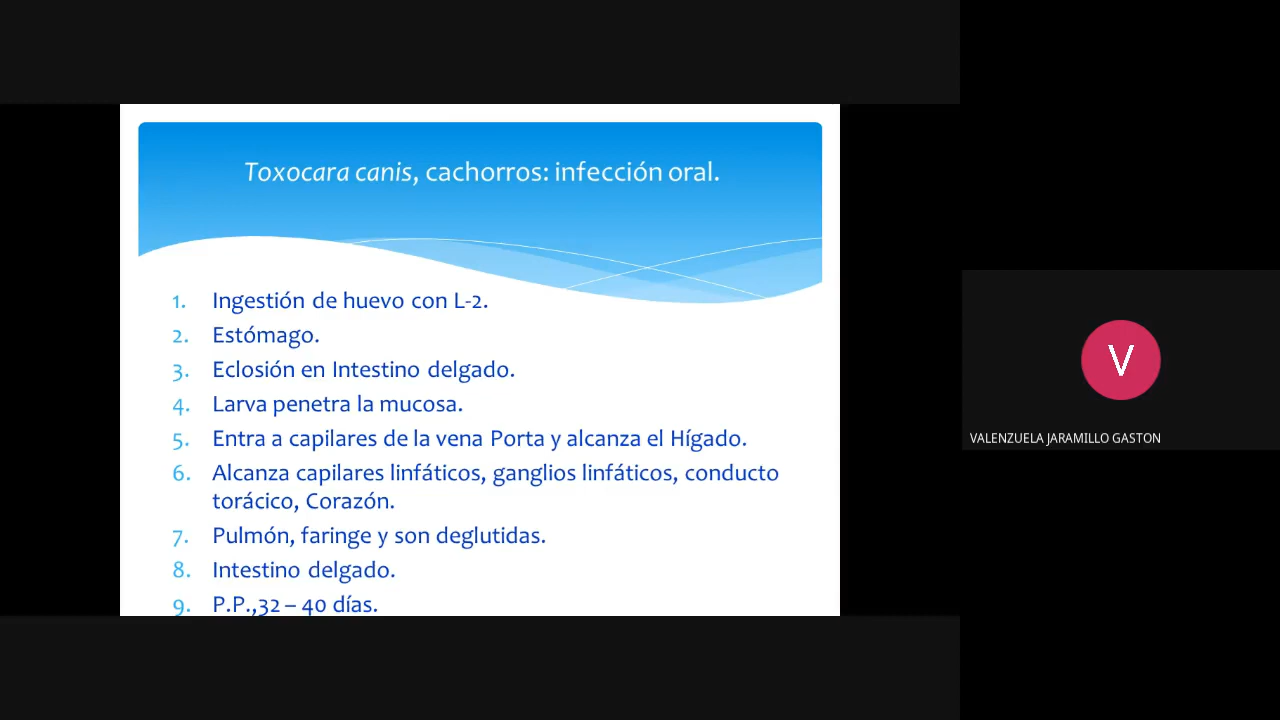 Toxocara canis, cachorros: infección oral.
1. Ingestión de huevo con L-2.
2. Estómago.
3. Eclosión en Intestino delgado.
4. Larva penetra la mucosa.
5. Entra a capilares de la vena Porta y alcanza el Hígado.
6. Alcanza capilares linfáticos, ganglios linfáticos, conducto
torácico, Corazón.
7. Pulmón, faringe y son deglutidas.
8. Intestino delgado.
9. P.P.,32 – 40 días.
V
VALENZUELA JARAMILLO GASTON